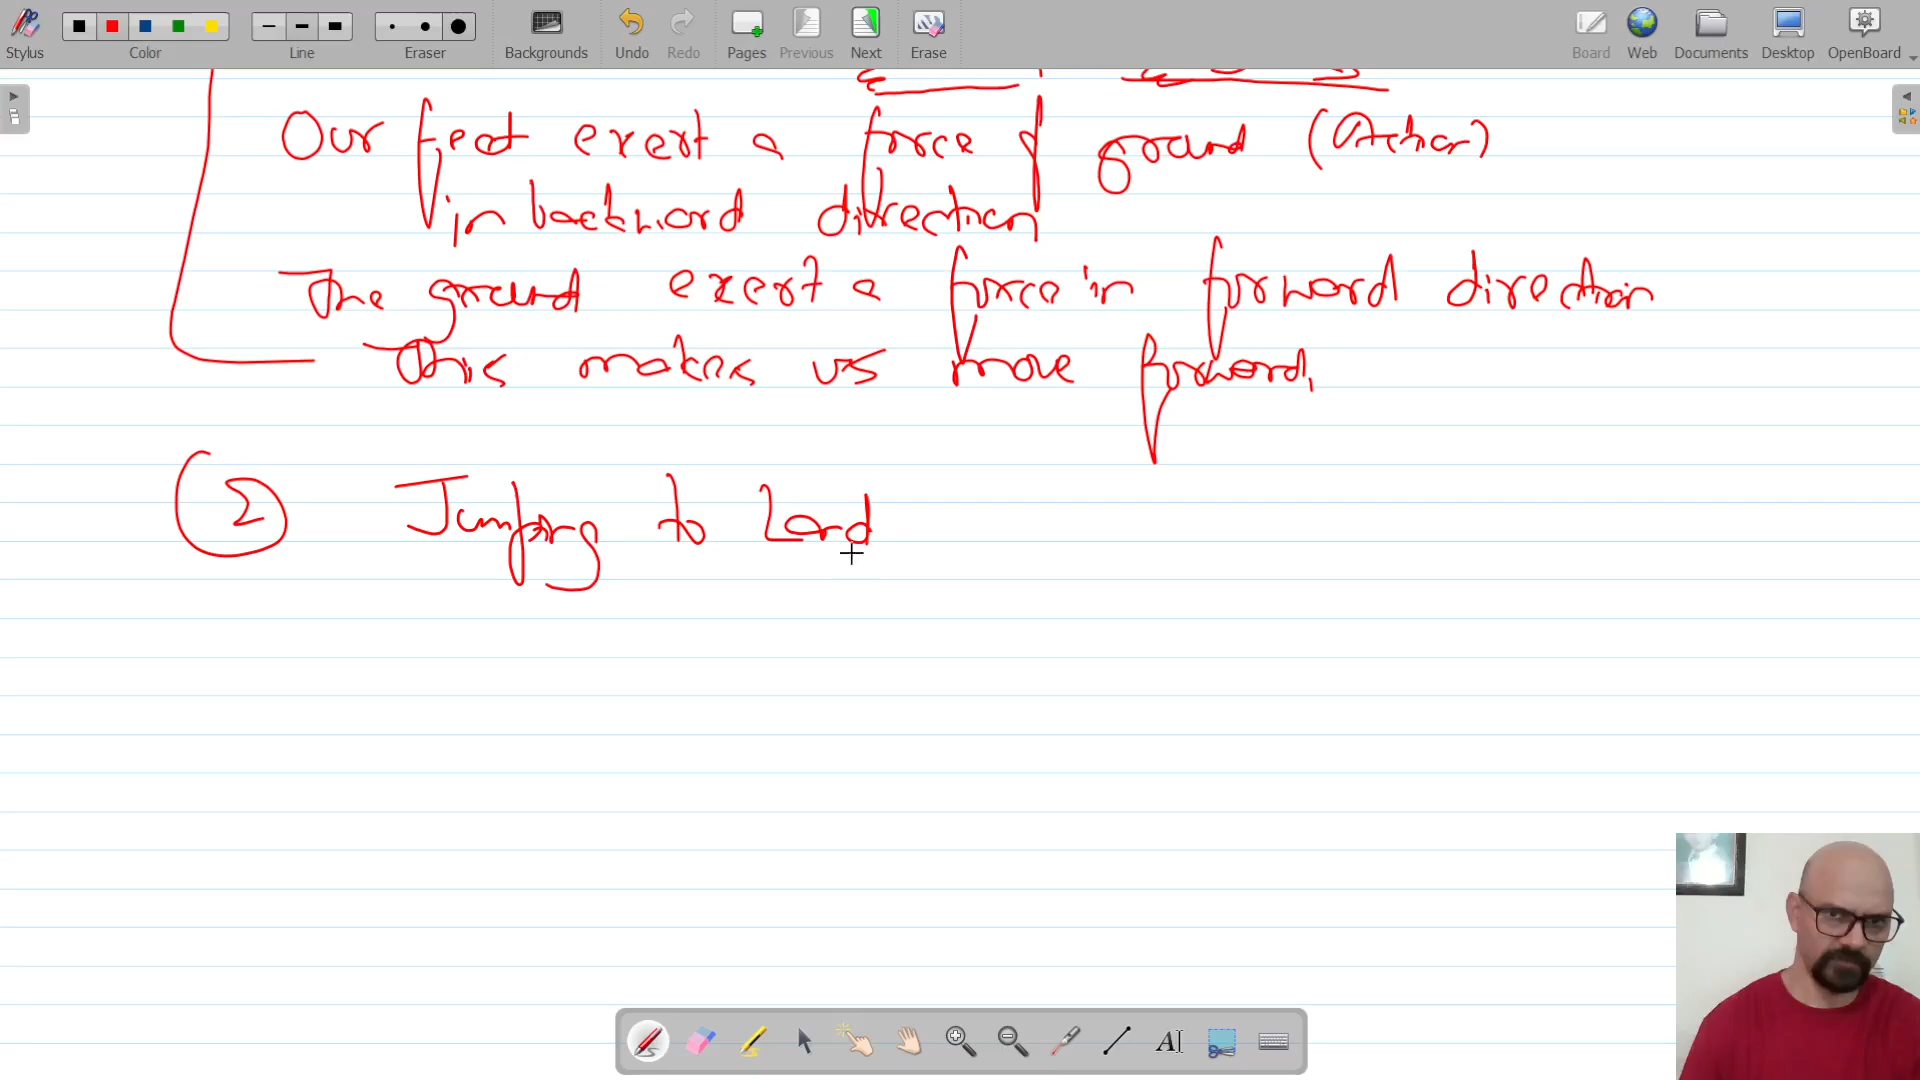 Stylus
Color
Line
Eraser
Backgrounds
Undo
Redo
Pages
Previous
Next
Erase
Board
Web
Documents
Desktop
OpenBoard
Our feet exert a force of ground (Action)
in backward direction
The ground exert a force in forward direction
This makes us move forward.
2 Jumping to Land